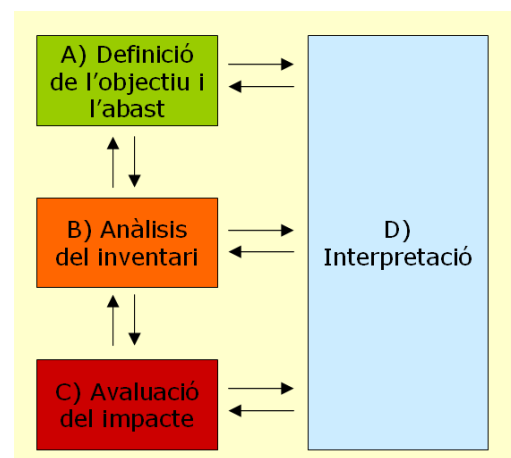 A) Definició
de l'objectiu i
l'abast
B) Anàlisis
del inventari
D)
Interpretació
C) Avaluació
del impacte